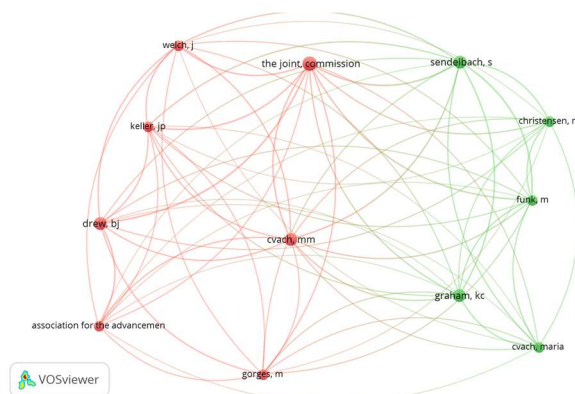 welch, j
the joint, commission
sendelbach, s
keller, jp
christensen, m
funk, m
drew, bj
cvach, mm
graham, kc
association for the advancemen
cvach, maria
gorges, m
VOSviewer